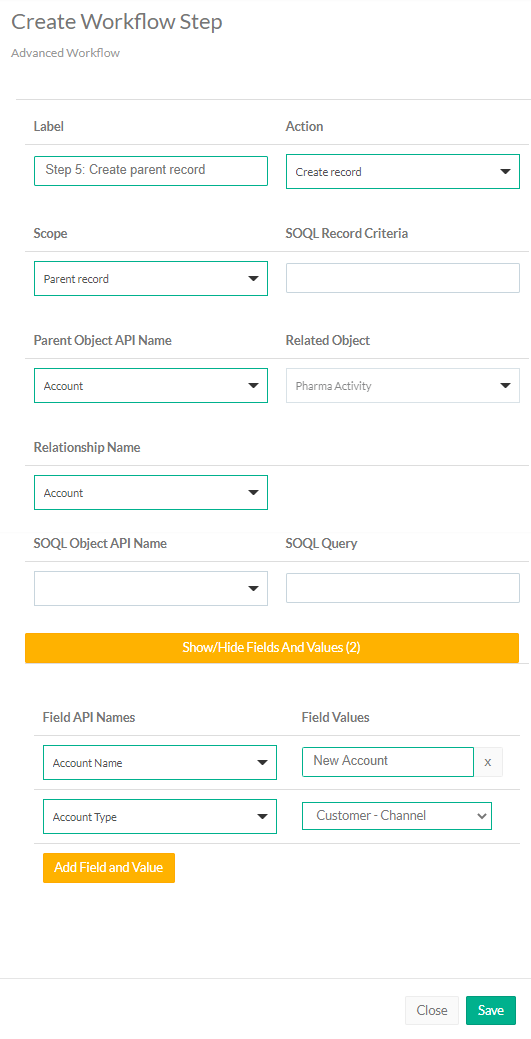 Create Workflow Step
Advanced Workflow
Label Action
Step 5: Create parent record Create record
Scope SOQL Record Criteria
Parent record
Parent Object API Name Related Object
Account Pharma Activity
Relationship Name
Account
SOQL Object API Name SOQL Query
Show/Hide Fields And Values (2)
Field API Names Field Values
Account Name New Account x
Account Type Customer - Channel
Add Field and Value
Close Save